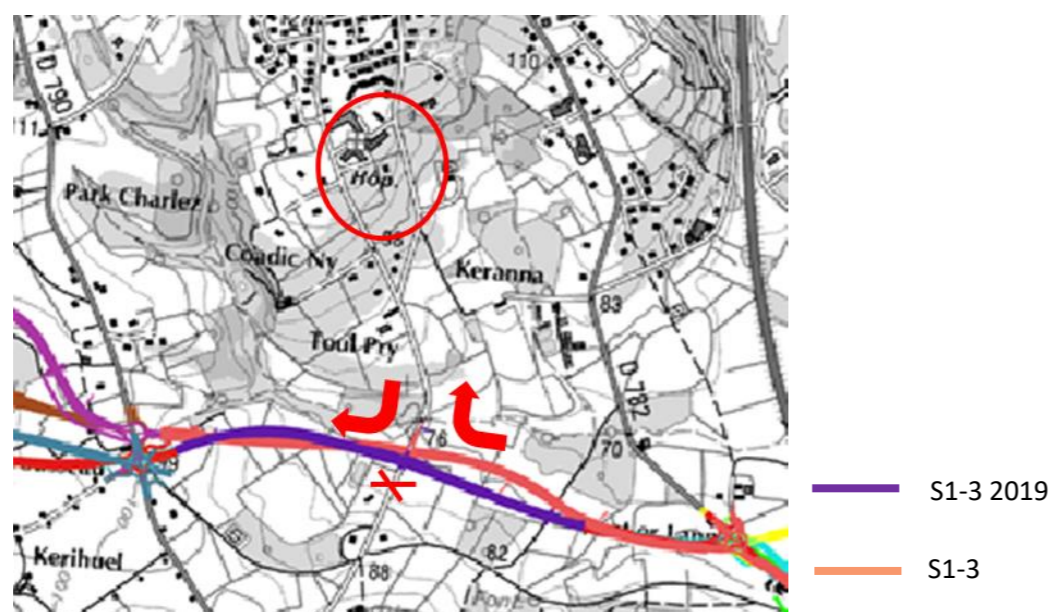 D 790
110
111
Hôp.
Park Charlez
98
Coadic Ny
Keranna
83
Toul Pry
D 782
76
70
S1-3 2019
82
Kerihuel
88
S1-3